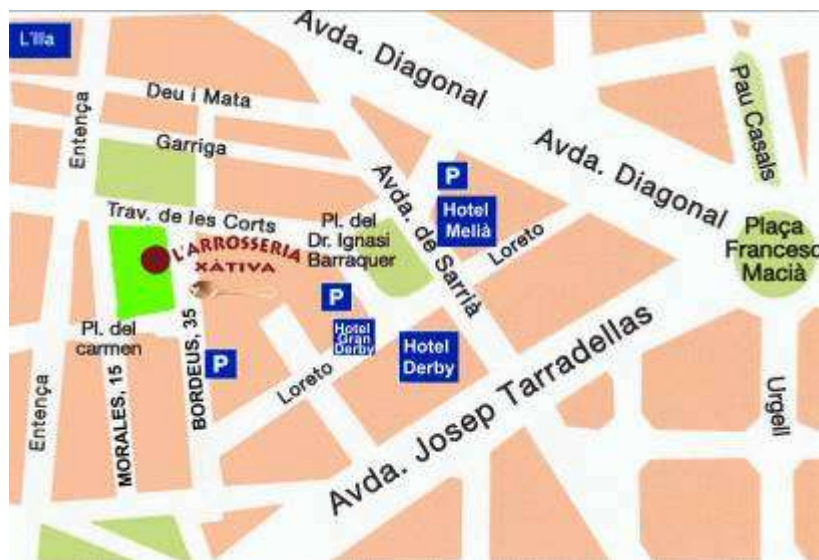 L'illa
Avda. Diagonal
Deu i Mata
Entença
Garriga
Pau Casals
Avda. Diagonal
P
Hotel
Melià
Avda. de Sarrià
Trav. de les Corts
Pl. del
Dr. Ignasi
Barraquer
Loreto
Plaça
Francesc
Macià
L'ARROSSERIA
XÀTIVA
P
Pl. del
carmen
BORDEUS, 35
Hotel
Gran
Derby
Hotel
Derby
P
Loreto
Entença
MORALES, 15
Avda. Josep Tarradellas
Urgell